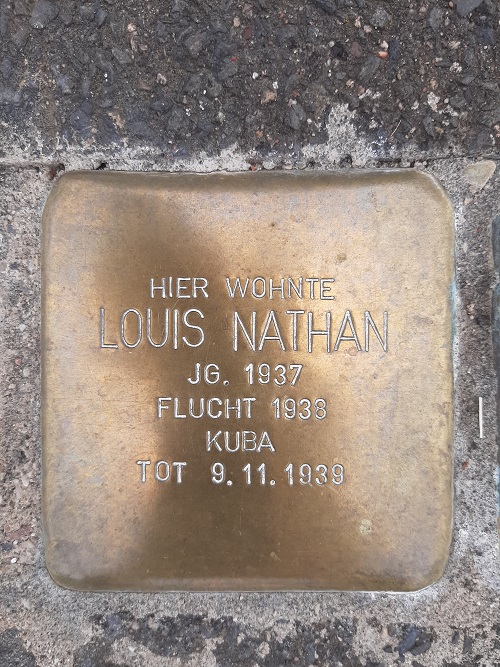 HIER WOHNTE
LOUIS NATHAN
JG. 1937
FLUCHT 1938
KUBA
TOT 9.11.1939